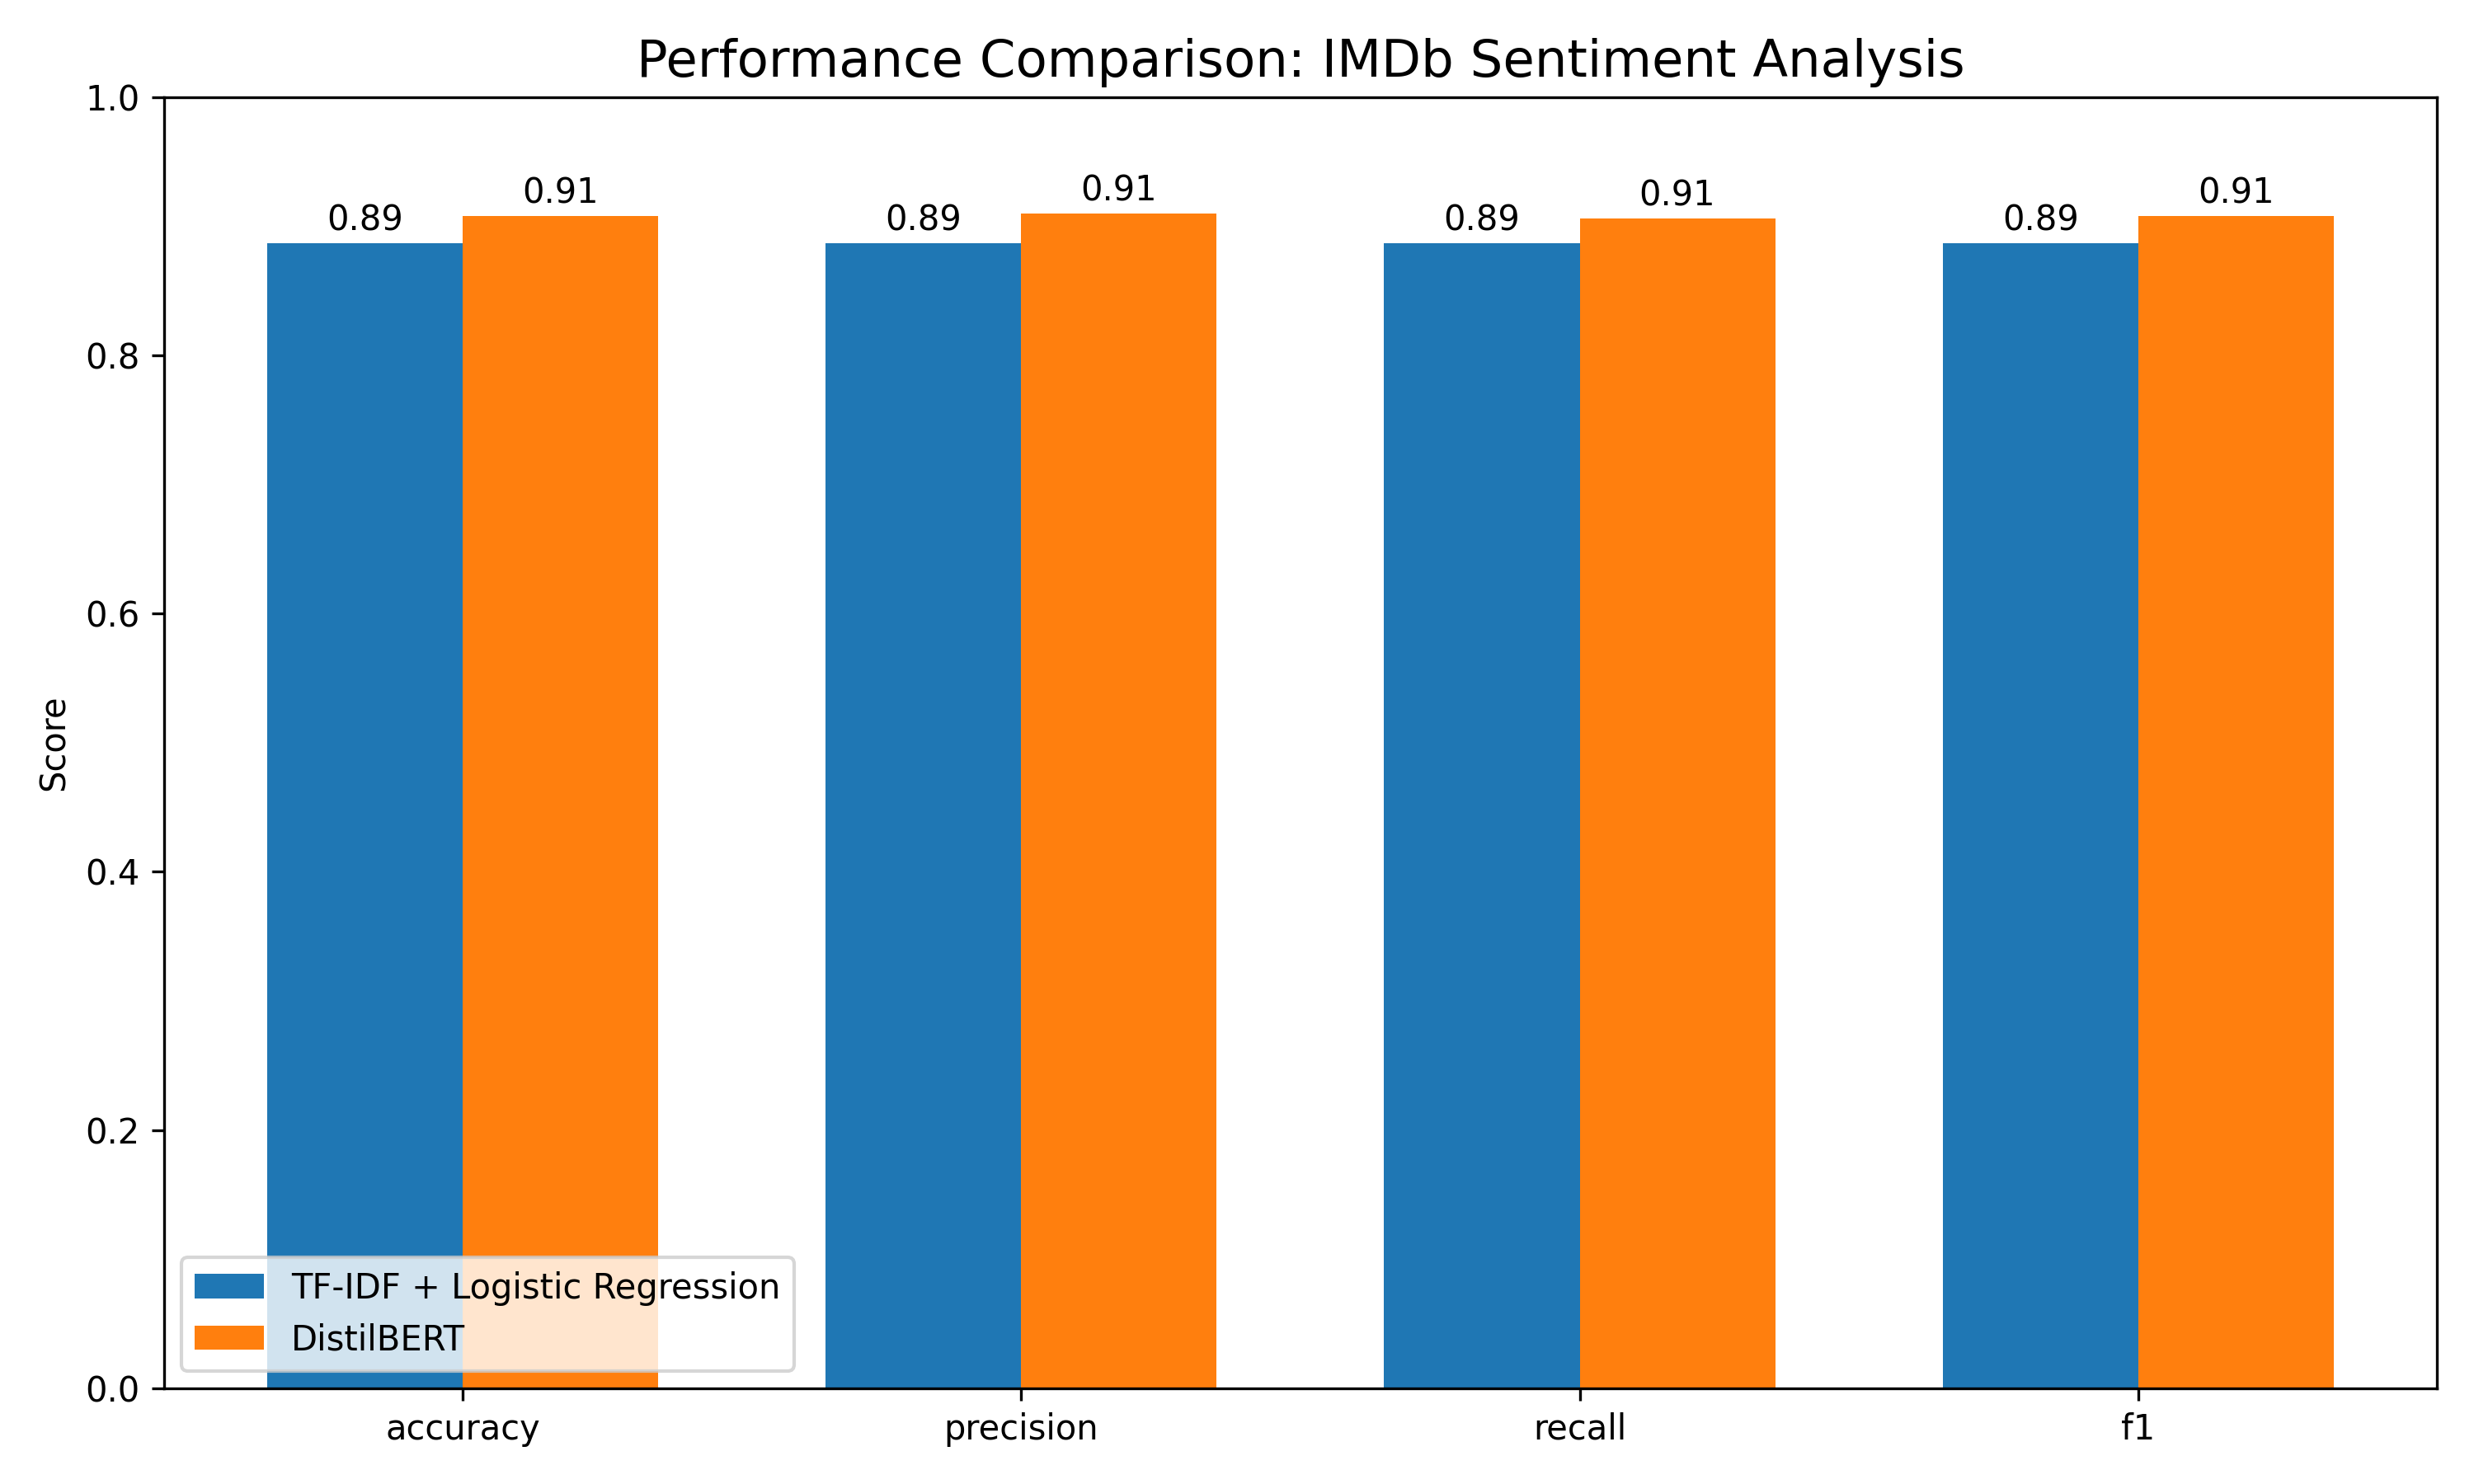 Performance Comparison: IMDb Sentiment Analysis
1.0
0.8
0.6
0.4
0.2
0.0
Score
0.89
0.91
0.89
0.91
0.89
0.91
0.89
0.91
TF-IDF + Logistic Regression
DistilBERT
accuracy
precision
recall
f1